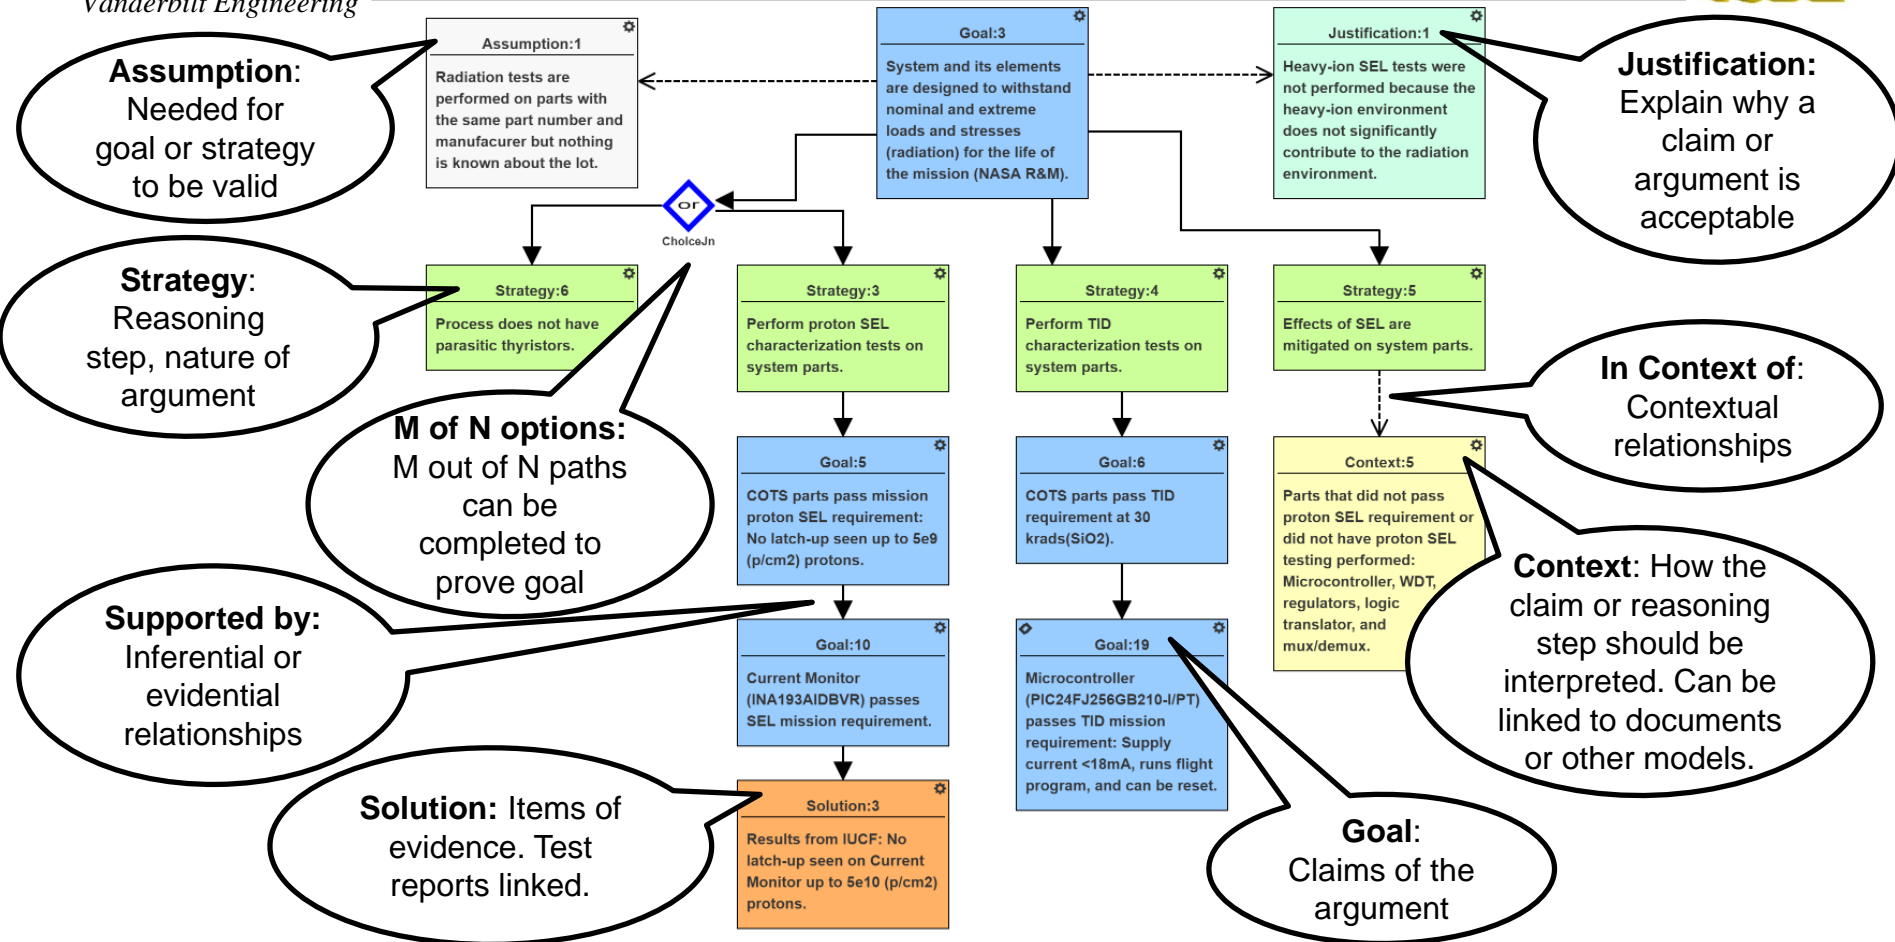 Vanderbilt Engineering
Assumption:
Needed for
goal or strategy
to be valid
Assumption:1
Radiation tests are
performed on parts with
the same part number and
manufacurer but nothing
is known about the lot.
Goal:3
System and its elements
are designed to withstand
nominal and extreme
loads and stresses
(radiation) for the life of
the mission (NASA R&M).
Justification:1
Heavy-ion SEL tests were
not performed because the
heavy-ion environment
does not significantly
contribute to the radiation
environment.
Justification:
Explain why a
claim or
argument is
acceptable
or
ChoiceJn
Strategy:
Reasoning
step, nature of
argument
Strategy:6
Process does not have
parasitic thyristors.
Strategy:3
Perform proton SEL
characterization tests on
system parts.
Strategy:4
Perform TID
characterization tests on
system parts.
Strategy:5
Effects of SEL are
mitigated on system parts.
In Context of:
Contextual
relationships
M of N options:
M out of N paths
can be
completed to
prove goal
Goal:5
COTS parts pass mission
proton SEL requirement:
No latch-up seen up to 5e9
(p/cm2) protons.
Goal:6
COTS parts pass TID
requirement at 30
krads(SiO2).
Context:5
Parts that did not pass
proton SEL requirement or
did not have proton SEL
testing performed:
Microcontroller, WDT,
regulators, logic
translator, and
mux/demux.
Context: How the
claim or reasoning
step should be
interpreted. Can be
linked to documents
or other models.
Supported by:
Inferential or
evidential
relationships
Goal:10
Current Monitor
(INA193AIDBVR) passes
SEL mission requirement.
Goal:19
Microcontroller
(PIC24FJ256GB210-I/PT)
passes TID mission
requirement: Supply
current <18mA, runs flight
program, and can be reset.
Solution: Items of
evidence. Test
reports linked.
Solution:3
Results from IUCF: No
latch-up seen on Current
Monitor up to 5e10 (p/cm2)
protons.
Goal:
Claims of the
argument